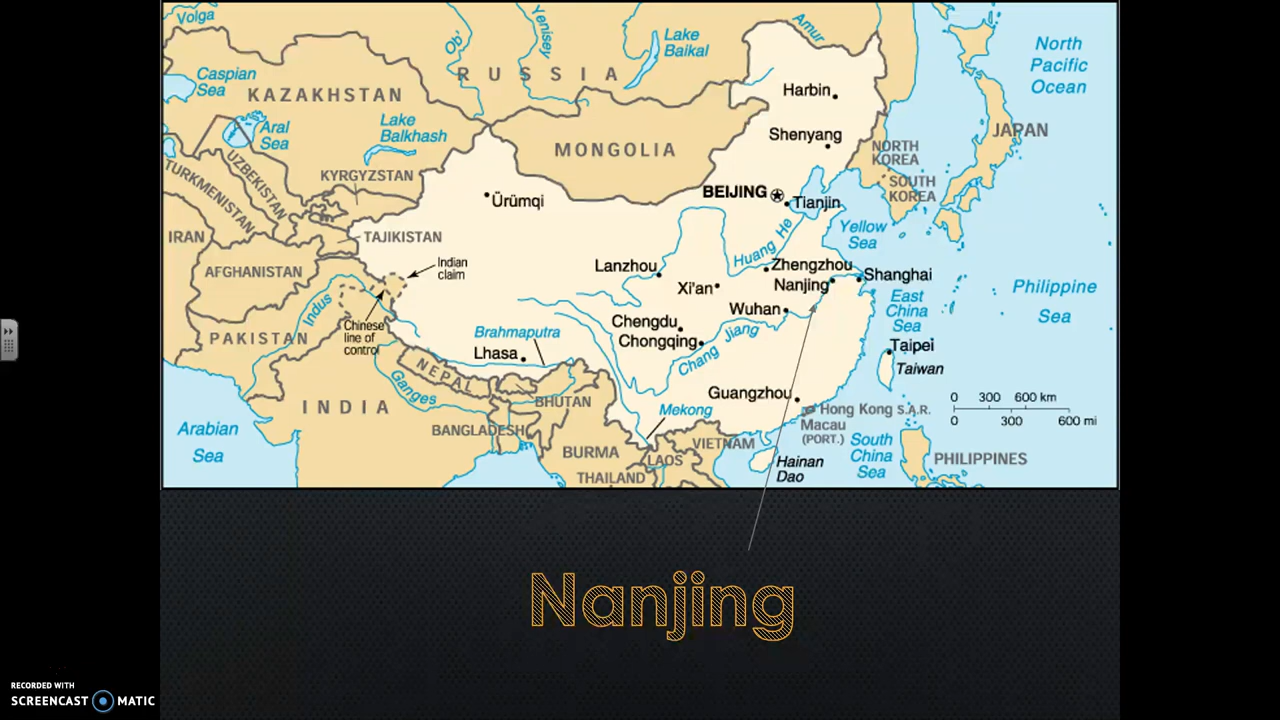 Volga
Ob'
Yenisey
Lake
Baikal
Amur
North
Pacific
Ocean
RUSSIA
Caspian
Sea
KAZAKHSTAN
Harbin
Aral
Sea
Lake
Balkhash
Shenyang
JAPAN
MONGOLIA
NORTH
KOREA
UZBEKISTAN
TURKMENISTAN
KYRGYZSTAN
SOUTH
KOREA
Ürümqi
BEIJING
Tianjin
IRAN
TAJIKISTAN
Huang He
Yellow
Sea
AFGHANISTAN
Indian
claim
Lanzhou
Zhengzhou
Shanghai
Xi'an
Nanjing
Philippine
Sea
Indus
Wuhan
East
China
Sea
PAKISTAN
Chinese
line of
control
Brahmaputra
Chengdu
Chongqing
Chang Jiang
Taipei
Taiwan
Lhasa
NEPAL
Ganges
Guangzhou
0 300 600 km
0 300 600 mi
INDIA
BHUTAN
Mekong
Hong Kong S.A.R.
Macau
(PORT.)
Arabian
Sea
BANGLADESH
BURMA
LAOS
VIETNAM
South
China
Sea
PHILIPPINES
THAILAND
Hainan
Dao
Nanjing
RECORDED WITH
SCREENCAST MATIC